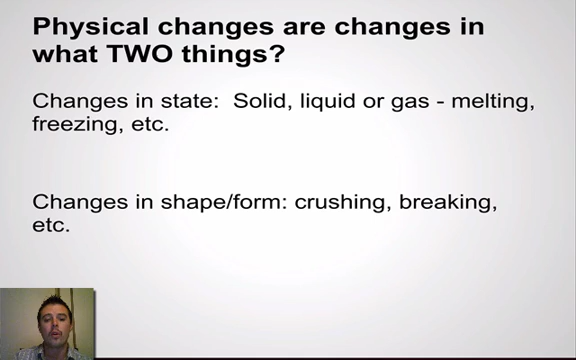 Physical changes are changes in
what TWO things?
Changes in state:  Solid, liquid or gas - melting,
freezing, etc.
Changes in shape/form: crushing, breaking,
etc.